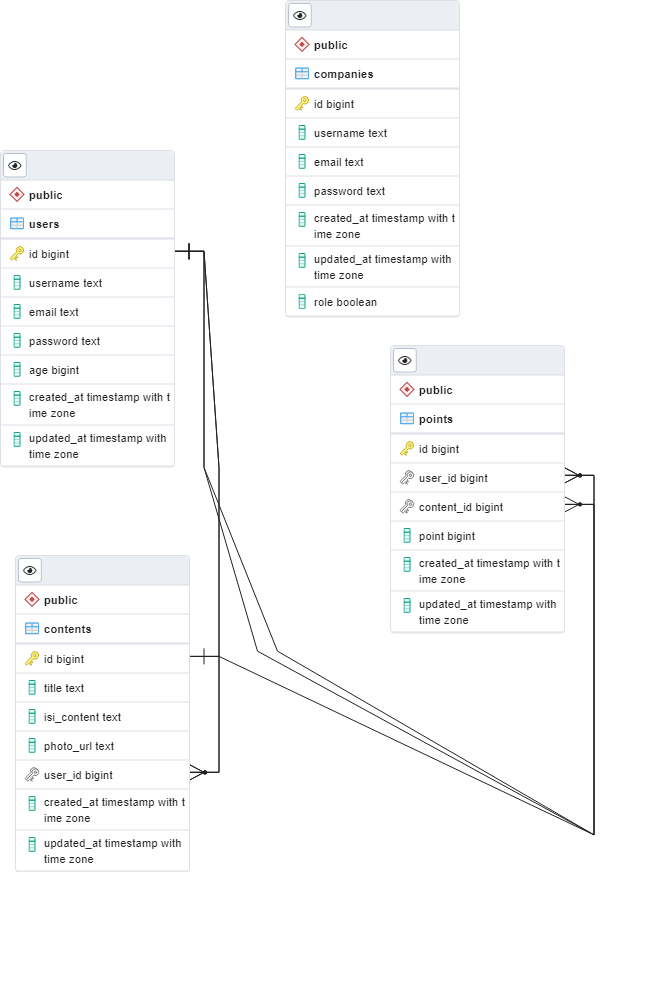 public
companies
id bigint
username text
email text
password text
created_at timestamp with t
ime zone
updated_at timestamp with
time zone
role boolean
public
users
id bigint
username text
email text
password text
age bigint
created_at timestamp with t
ime zone
updated_at timestamp with
time zone
public
points
id bigint
user_id bigint
content_id bigint
point bigint
created_at timestamp with t
ime zone
updated_at timestamp with
time zone
public
contents
id bigint
title text
isi_content text
photo_url text
user_id bigint
created_at timestamp with t
ime zone
updated_at timestamp with
time zone